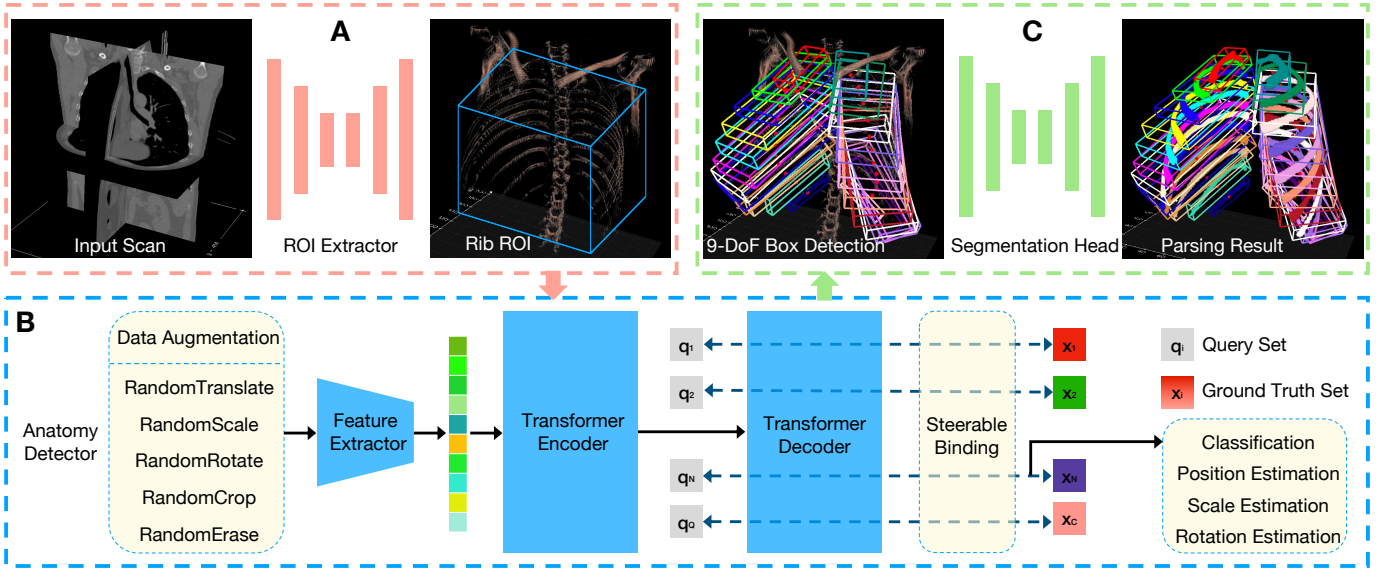 A
Input Scan
ROI Extractor
Rib ROI
C
9-DoF Box Detection
Segmentation Head
Parsing Result
B
Anatomy
Detector
Data Augmentation
RandomTranslate
RandomScale
RandomRotate
RandomCrop
RandomErase
Feature
Extractor
Transformer
Encoder
q₁
q₂
qN
qQ
Transformer
Decoder
Steerable
Binding
x₁
x₂
xN
xC
qᵢ Query Set
xᵢ Ground Truth Set
Classification
Position Estimation
Scale Estimation
Rotation Estimation